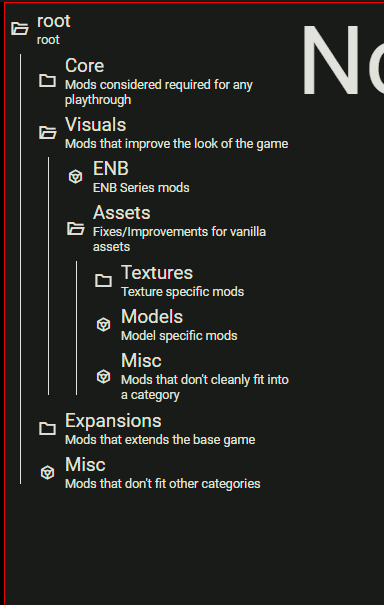 root
root
No
Core
Mods considered required for any
playthrough
Visuals
Mods that improve the look of the game
ENB
ENB Series mods
Assets
Fixes/Improvements for vanilla
assets
Textures
Texture specific mods
Models
Model specific mods
Misc
Mods that don't cleanly fit into
a category
Expansions
Mods that extends the base game
Misc
Mods that don't fit other categories